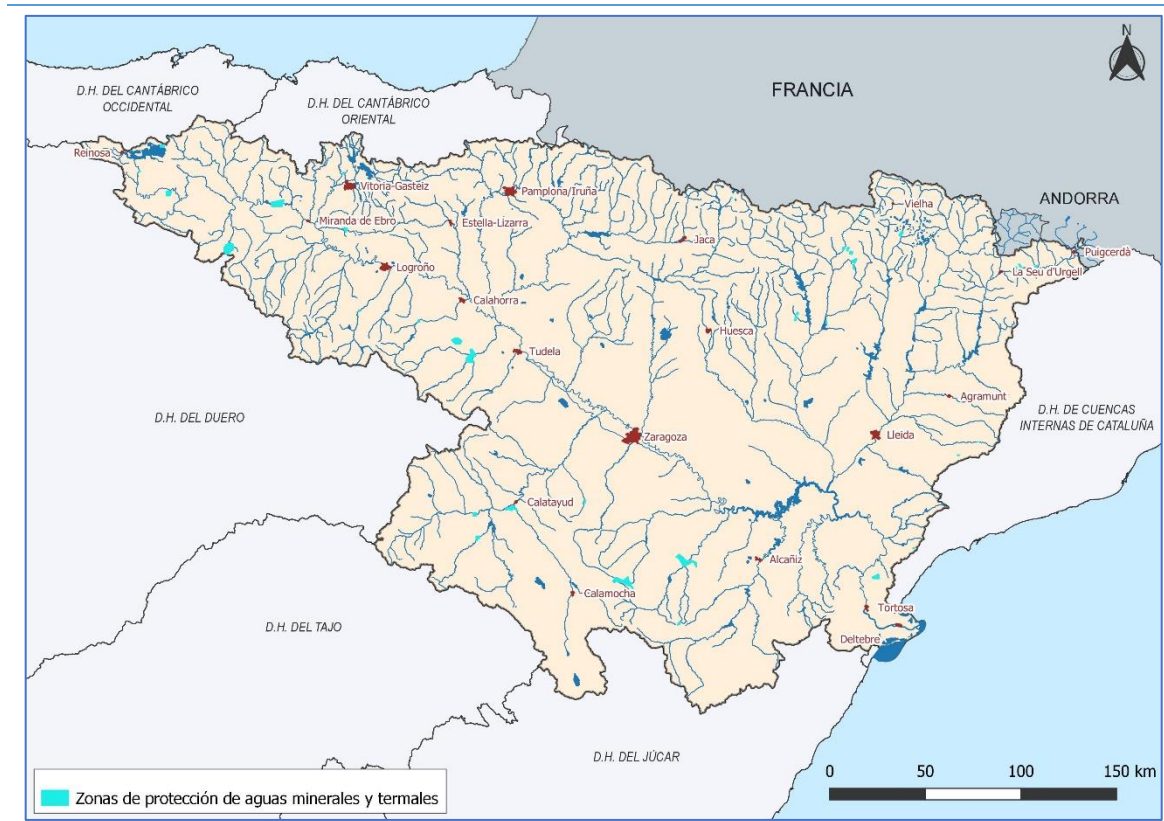 N
FRANCIA
D.H. DEL CANTÁBRICO
OCCIDENTAL
D.H. DEL CANTÁBRICO
ORIENTAL
Reinosa
Vitoria-Gasteiz
Pamplona/Iruña
Vielha
ANDORRA
Miranda de Ebro
Estella-Lizarra
Jaca
Puigcerdà
La Seu d'Urgell
Logroño
Calahorra
Huesca
Tudela
Agramunt
D.H. DEL DUERO
D.H. DE CUENCAS
INTERNAS DE CATALUÑA
Zaragoza
Lleida
Calatayud
Alcañiz
Calamocha
Tortosa
D.H. DEL TAJO
Deltebre
D.H. DEL JÚCAR
0 50 100 150 km
Zonas de protección de aguas minerales y termales